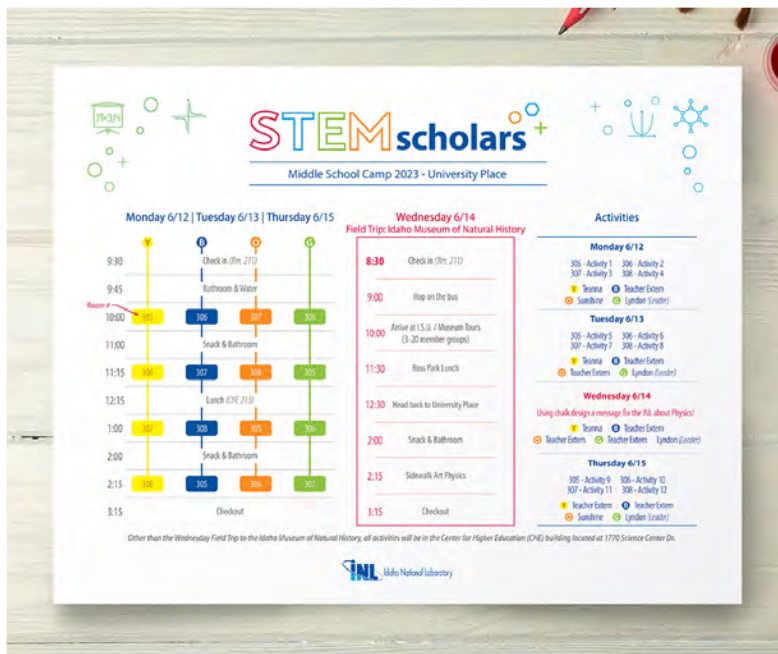 STEM scholars
Middle School Camp 2023 - University Place
Monday 6/12 | Tuesday 6/13 | Thursday 6/15
Y B O G
9:30 Check in (Rm. 211)
9:45 Bathroom & Water
Room #
10:00 305 306 307 308
11:00 Snack & Bathroom
11:15 306 307 308 305
12:15 Lunch (CHE 213)
1:00 307 308 305 306
2:00 Snack & Bathroom
2:15 308 305 306 307
3:15 Checkout
Wednesday 6/14
Field Trip: Idaho Museum of Natural History
8:30 Check in (Rm. 211)
9:00 Hop on the bus
10:00 Arrive at I.S.U. / Museum Tours
(3-20 member groups)
11:30 Ross Park Lunch
12:30 Head back to University Place
2:00 Snack & Bathroom
2:15 Sidewalk Art Physics
3:15 Checkout
Activities
Monday 6/12
305 - Activity 1 306 - Activity 2
307 - Activity 3 308 - Activity 4
Y Teanna B Teacher Extern
O Sunshine G Lyndon (Leader)
Tuesday 6/13
305 - Activity 5 306 - Activity 6
307 - Activity 7 308 - Activity 8
Y Teanna B Teacher Extern
O Teacher Extern G Lyndon (Leader)
Wednesday 6/14
Using chalk design a message for the INL about Physics!
Y Teanna B Teacher Extern
O Teacher Extern G Teacher Extern Lyndon (Leader)
Thursday 6/15
305 - Activity 9 306 - Activity 10
307 - Activity 11 308 - Activity 12
Y Teacher Extern B Teacher Extern
O Sunshine G Lyndon (Leader)
Other than the Wednesday Field Trip to the Idaho Museum of Natural History, all activities will be in the Center for Higher Education (CHE) building located at 1770 Science Center Dr.
INL Idaho National Laboratory